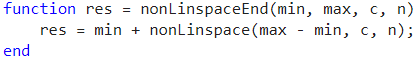 function res = nonLinspaceEnd(min, max, c, n)
    res = min + nonLinspace(max - min, c, n);
end